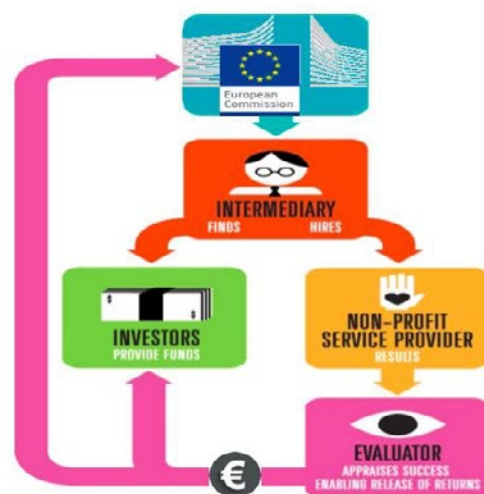 European
Commission
INTERMEDIARY
FINDS HIRES
$ $
INVESTORS
PROVIDE FUNDS
NON-PROFIT
SERVICE PROVIDER
RESULTS
EVALUATOR
APPRAISES SUCCESS
ENABLING RELEASE OF RETURNS
€